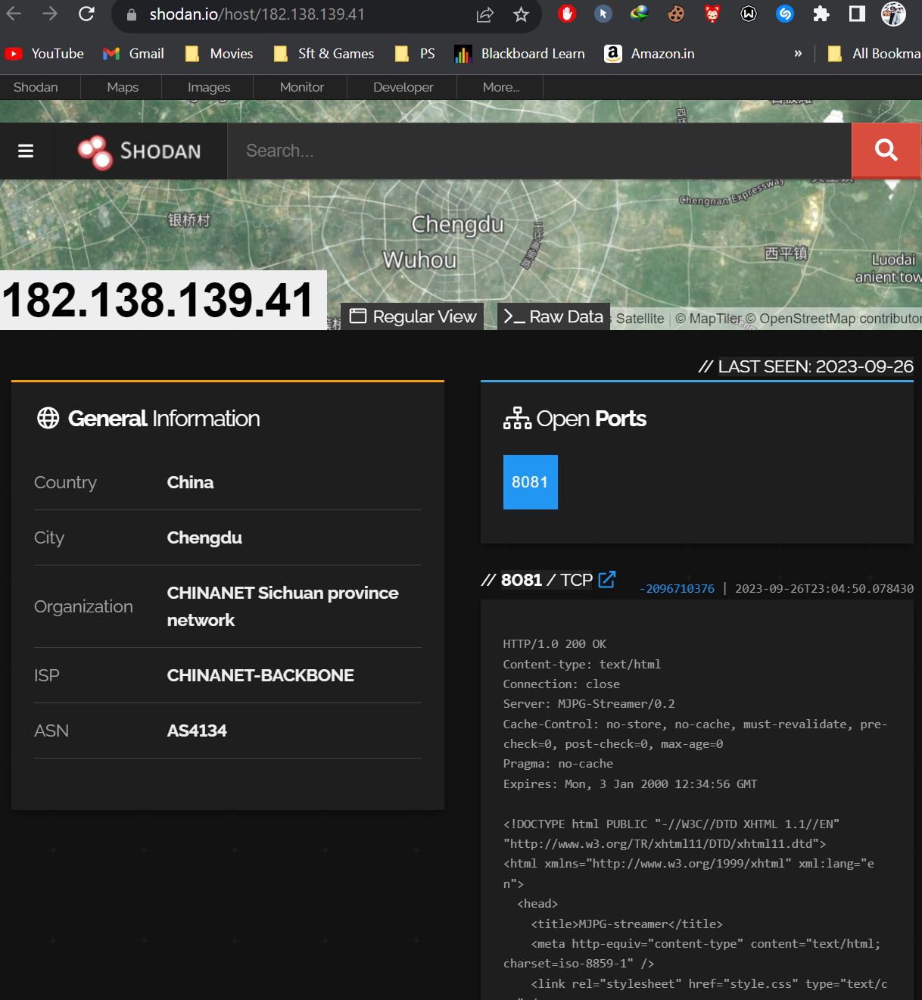 shodan.io/host/182.138.139.41
YouTube Gmail Movies Sft & Games PS Blackboard Learn Amazon.in » All Bookma
Shodan Maps Images Monitor Developer More...
SHODAN Search...
Chengnan Expressway
银桥村
Chengdu
Wuhou
西平镇
Luodai
anient tow
182.138.139.41
Regular View Raw Data Satellite © MapTiler © OpenStreetMap contributor
// LAST SEEN: 2023-09-26
General Information
Country China
City Chengdu
Organization CHINANET Sichuan province
network
ISP CHINANET-BACKBONE
ASN AS4134
Open Ports
8081
// 8081 / TCP -2096710376 | 2023-09-26T23:04:50.078430
HTTP/1.0 200 OK
Content-type: text/html
Connection: close
Server: MJPG-Streamer/0.2
Cache-Control: no-store, no-cache, must-revalidate, pre-
check=0, post-check=0, max-age=0
Pragma: no-cache
Expires: Mon, 3 Jan 2000 12:34:56 GMT
<!DOCTYPE html PUBLIC "-//W3C//DTD XHTML 1.1//EN"
"http://www.w3.org/TR/xhtml11/DTD/xhtml11.dtd">
<html xmlns="http://www.w3.org/1999/xhtml" xml:lang="e
n">
<head>
<title>MJPG-streamer</title>
<meta http-equiv="content-type" content="text/html;
charset=iso-8859-1" />
<link rel="stylesheet" href="style.css" type="text/c